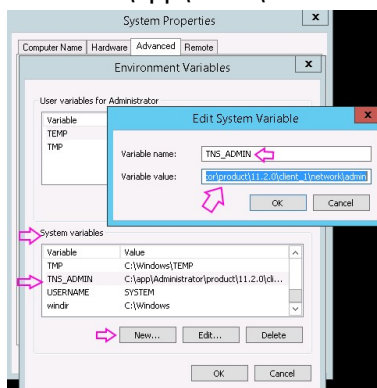 System Properties
x
Computer Name Hardware Advanced Remote
Environment Variables
x
User variables for Administrator
Variable
TEMP
TMP
Edit System Variable
x
Variable name: TNS_ADMIN
Variable value: tor\product\11.2.0\client_1\network\admin
OK Cancel
System variables
Variable Value
TMP C:\Windows\TEMP
TNS_ADMIN C:\app\Administrator\product\11.2.0\cli...
USERNAME SYSTEM
windir C:\Windows
New... Edit... Delete
OK Cancel